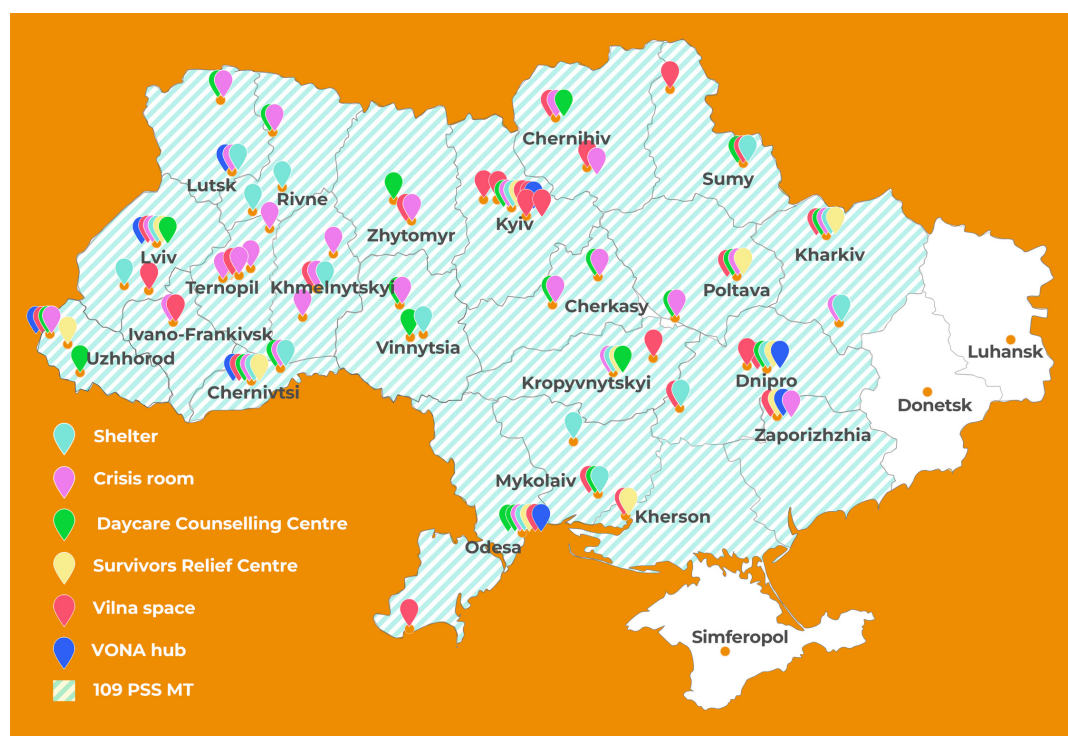 Chernihiv
Sumy
Lutsk
Rivne
Kyiv
Zhytomyr
Kharkiv
Lviv
Ternopil
Khmelnytskyi
Poltava
Cherkasy
Ivano-Frankivsk
Vinnytsia
Uzhhorod
Luhansk
Kropyvnytskyi
Dnipro
Chernivtsi
Donetsk
Zaporizhzhia
Mykolaiv
Kherson
Odesa
Simferopol
Shelter
Crisis room
Daycare Counselling Centre
Survivors Relief Centre
Vilna space
VONA hub
109 PSS MT